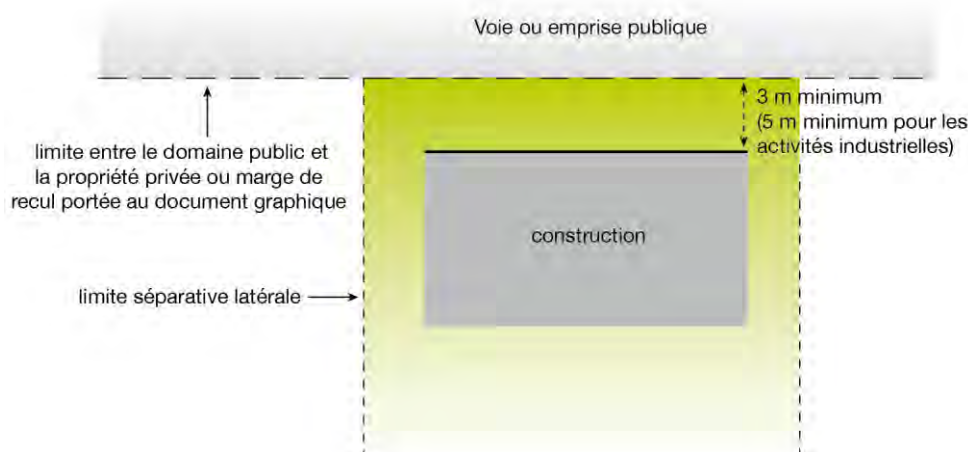 Voie ou emprise publique
3 m minimum
(5 m minimum pour les
activités industrielles)
limite entre le domaine public et
la propriété privée ou marge de
recul portée au document graphique
construction
limite séparative latérale